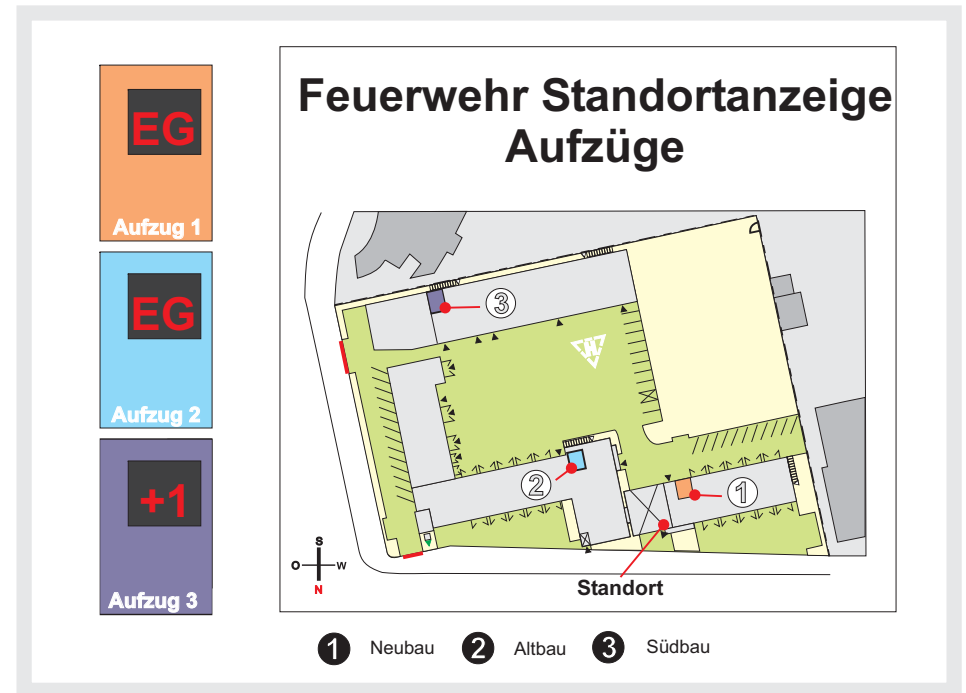 EG
Aufzug 1
EG
Aufzug 2
+1
Aufzug 3
Feuerwehr Standortanzeige
Aufzüge
3
2
1
S
O W
N
Standort
1 Neubau 2 Altbau 3 Südbau